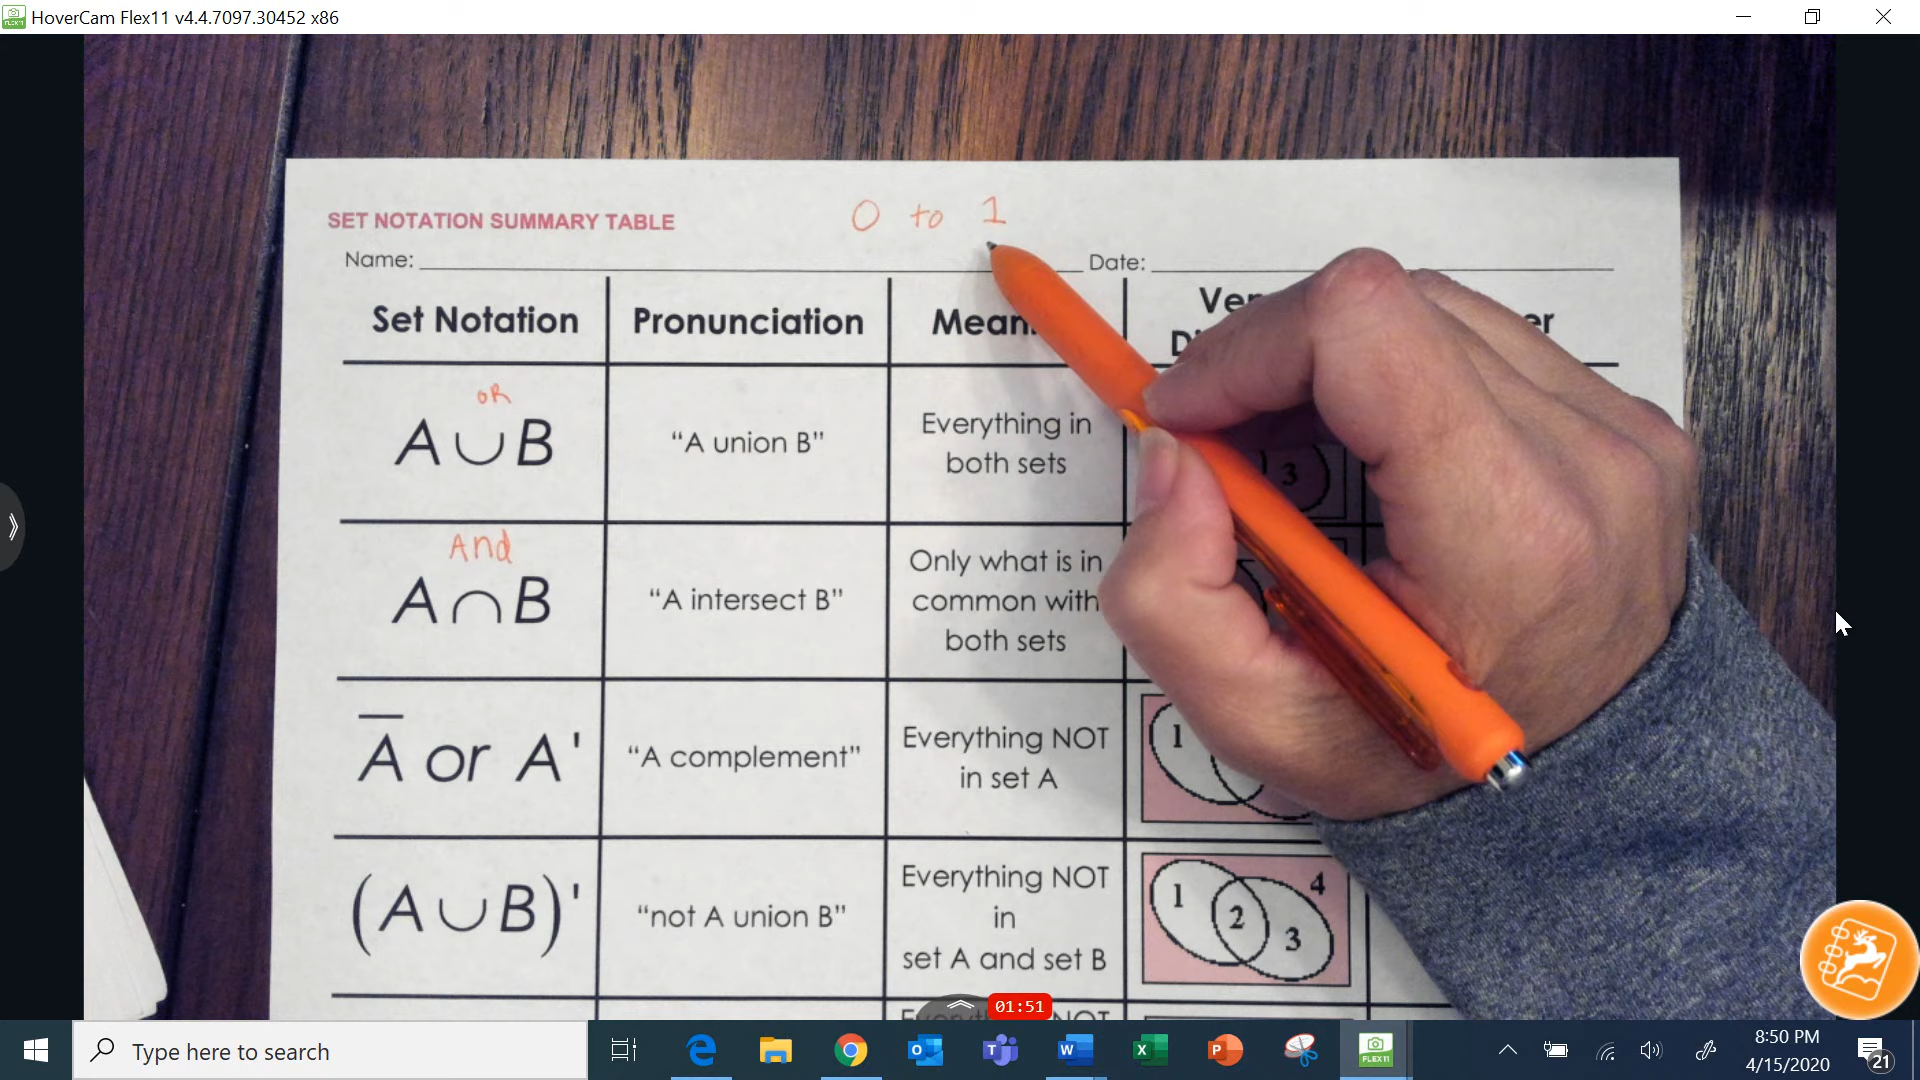 HoverCam Flex11 v4.4.7097.30452 x86
0 to 1
SET NOTATION SUMMARY TABLE
Name: Date:
Set Notation Pronunciation
OR
A∪B "A union B" Everything in
both sets
3
And
A∩B "A intersect B" Only what is in
common with
both sets
A̅ or A' "A complement" Everything NOT
in set A
1
(A∪B)' "not A union B" Everything NOT
in
set A and set B
1 2 3 4
01:51
Type here to search
FLEX11
8:50 PM
4/15/2020
21